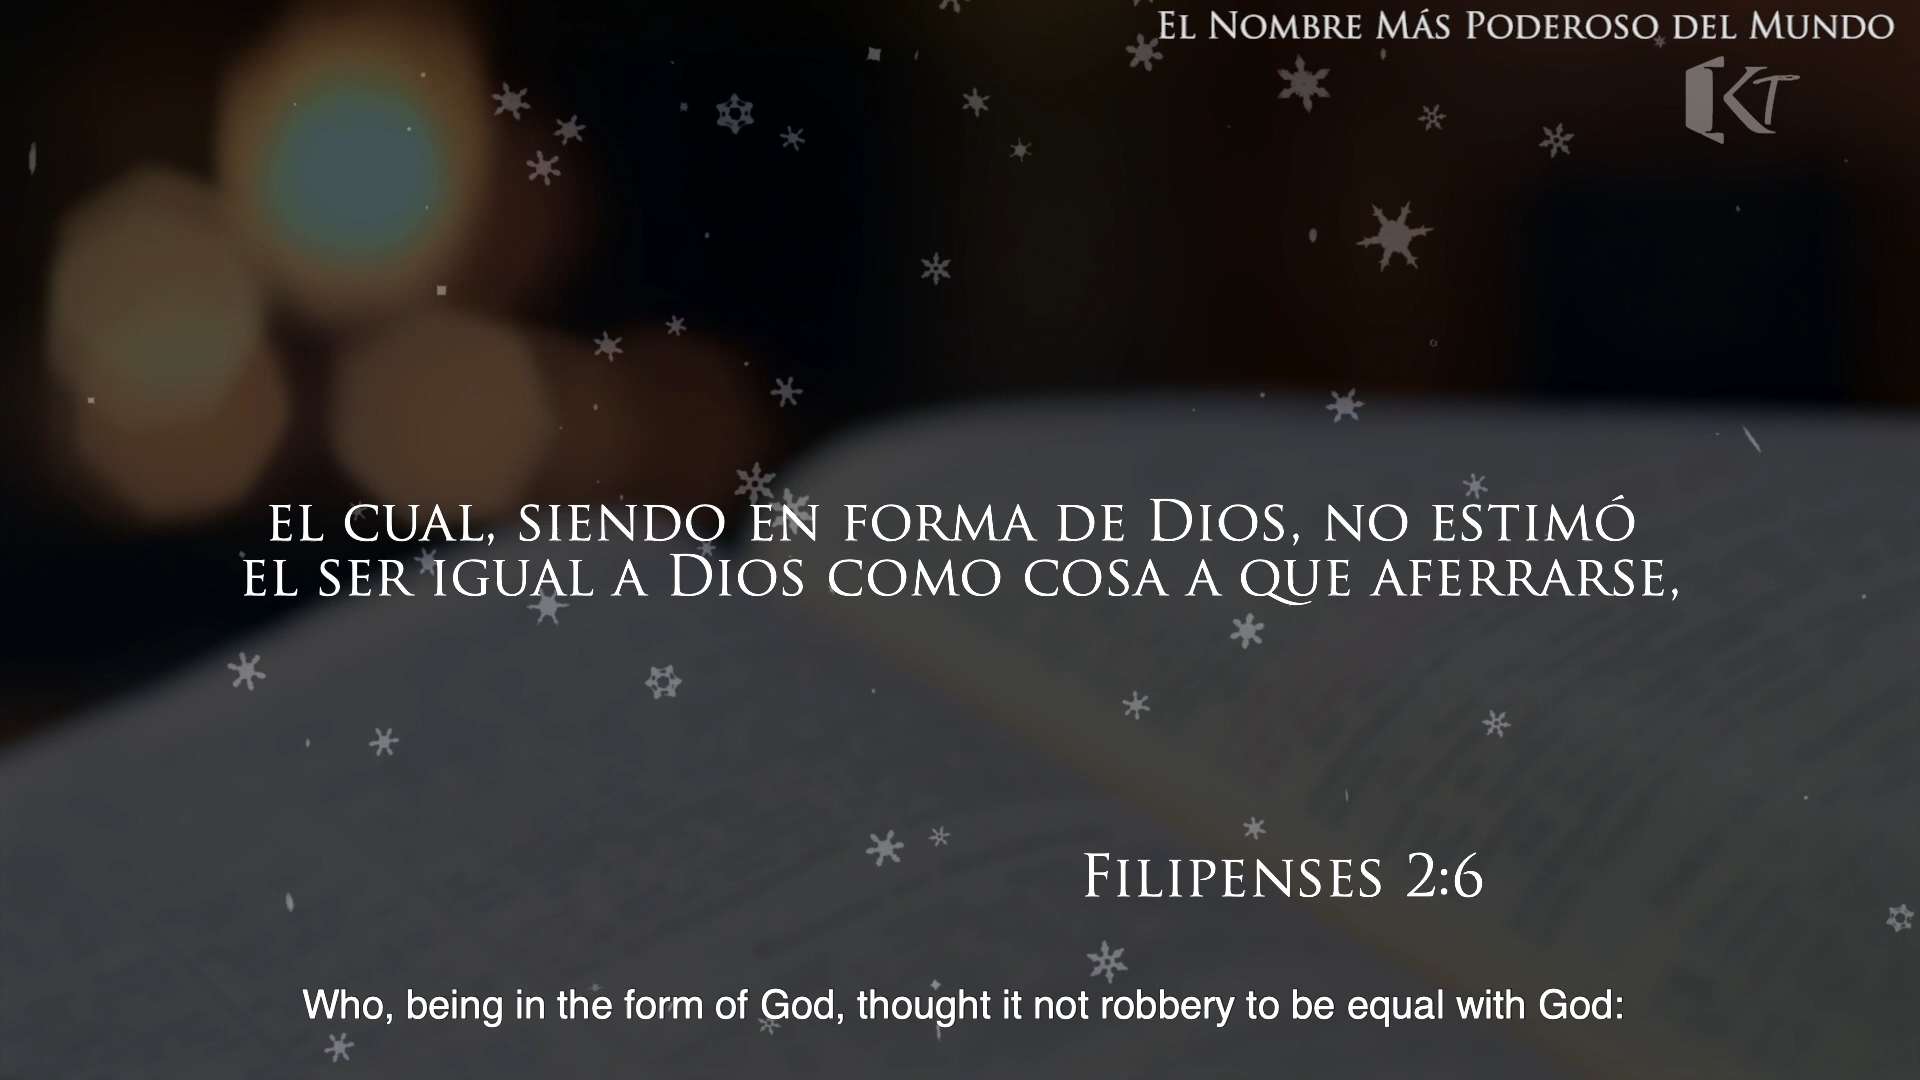 El Nombre Más Poderoso del Mundo
KT
el cual, siendo en forma de Dios, no estimó
el ser igual a Dios como cosa a que aferrarse,
Filipenses 2:6
Who, being in the form of God, thought it not robbery to be equal with God: